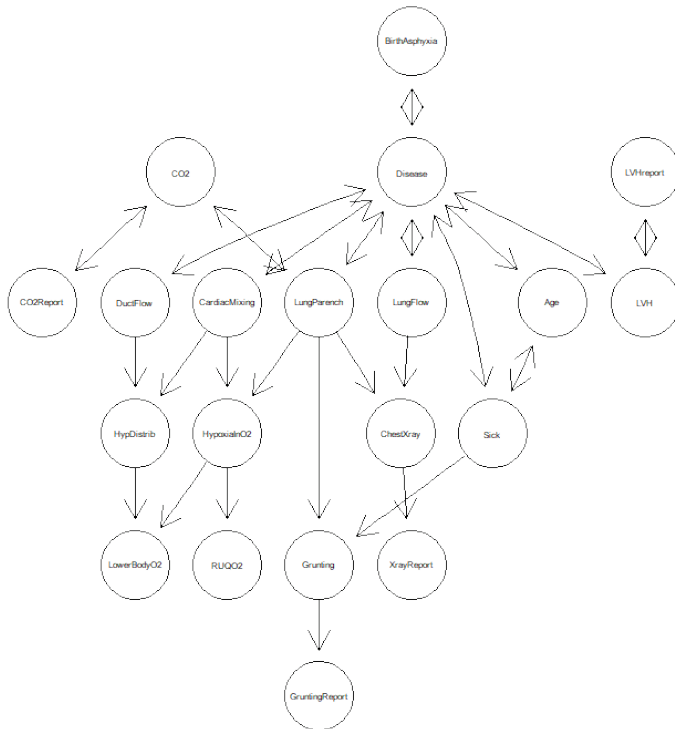 BirthAsphyxia
CO2
Disease
LVHreport
CO2Report
DuctFlow
CardiacMixing
LungParench
LungFlow
Age
LVH
HypDistrib
HypoxiaInO2
ChestXray
Sick
LowerBodyO2
RUQO2
Grunting
XrayReport
GruntingReport